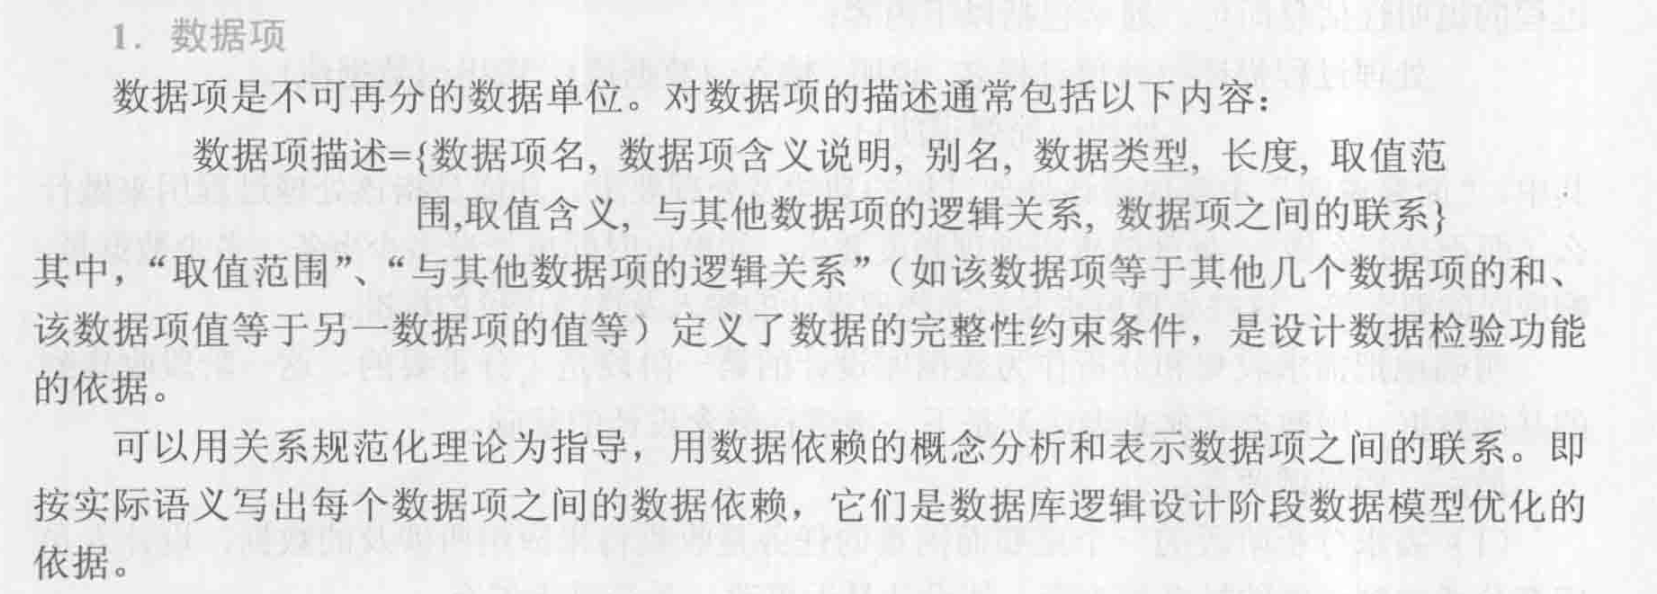 1. 数据项
数据项是不可再分的数据单位。对数据项的描述通常包括以下内容：
数据项描述={数据项名, 数据项含义说明, 别名, 数据类型, 长度, 取值范
围,取值含义, 与其他数据项的逻辑关系, 数据项之间的联系}
其中，“取值范围”、“与其他数据项的逻辑关系”（如该数据项等于其他几个数据项的和、
该数据项值等于另一数据项的值等）定义了数据的完整性约束条件，是设计数据检验功能
的依据。
可以用关系规范化理论为指导，用数据依赖的概念分析和表示数据项之间的联系。即
按实际语义写出每个数据项之间的数据依赖，它们是数据库逻辑设计阶段数据模型优化的
依据。